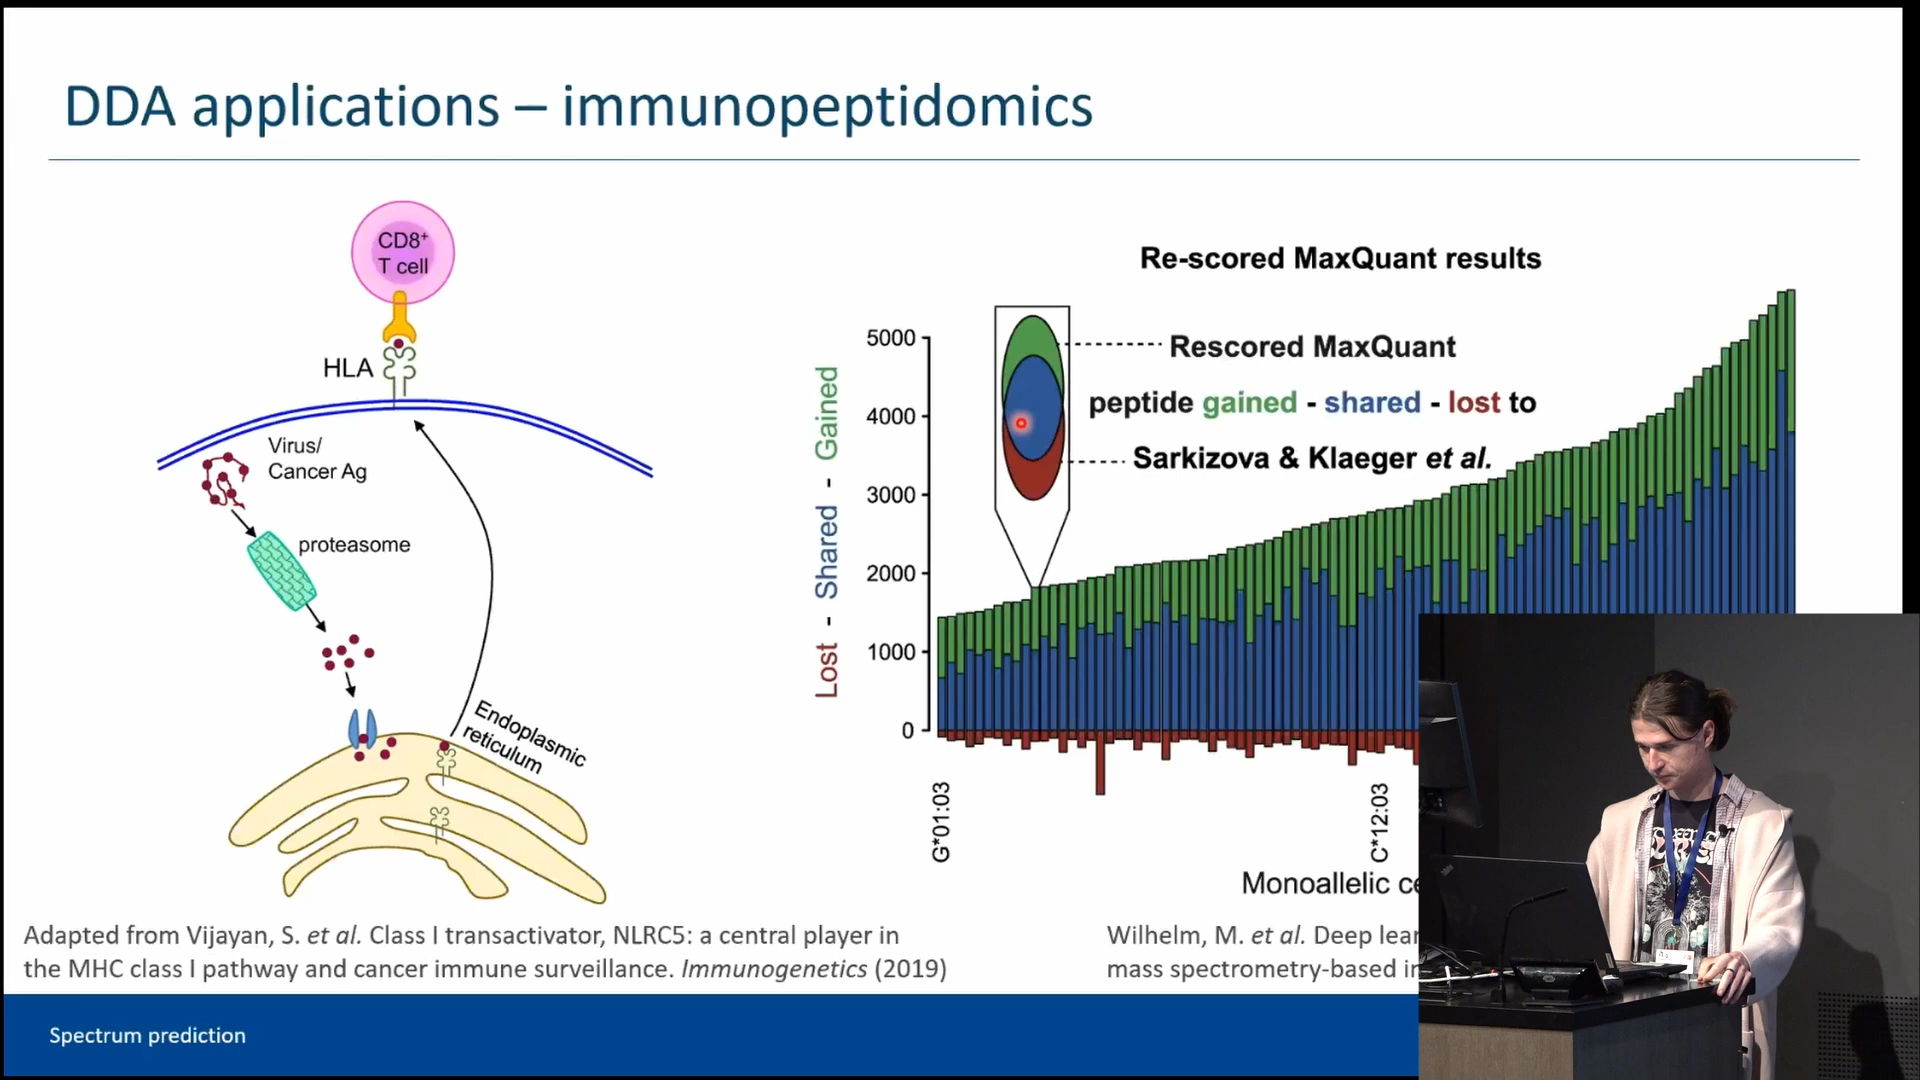 DDA applications – immunopeptidomics
CD8+
T cell
HLA
Virus/
Cancer Ag
proteasome
Endoplasmic
reticulum
Adapted from Vijayan, S. et al. Class I transactivator, NLRC5: a central player in
the MHC class I pathway and cancer immune surveillance. Immunogenetics (2019)
Re-scored MaxQuant results
Rescored MaxQuant
peptide gained - shared - lost to
Sarkizova & Klaeger et al.
Lost - Shared - Gained
5000
4000
3000
2000
1000
0
G*01:03
C*12:03
Monoallelic
Wilhelm, M. et al. Deep
mass spectrometry-based
Spectrum prediction